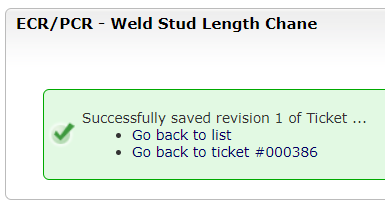 ECR/PCR - Weld Stud Length Chane
Successfully saved revision 1 of Ticket ...
• Go back to list
• Go back to ticket #000386